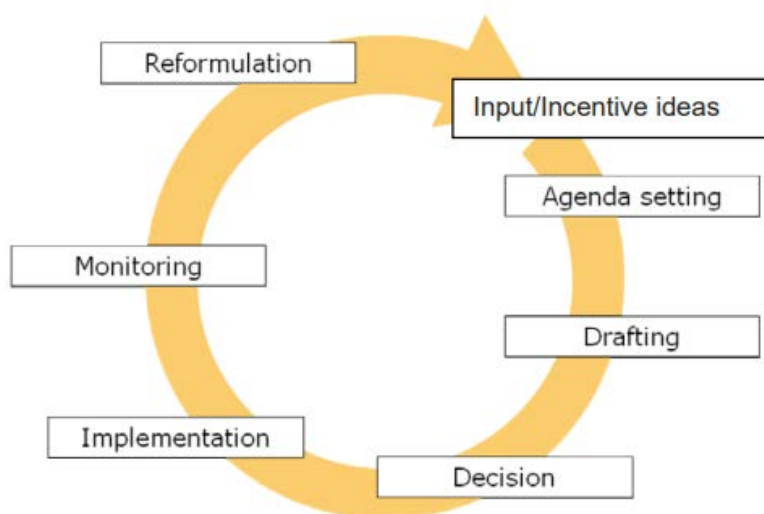 Reformulation
Input/Incentive ideas
Agenda setting
Monitoring
Drafting
Implementation
Decision